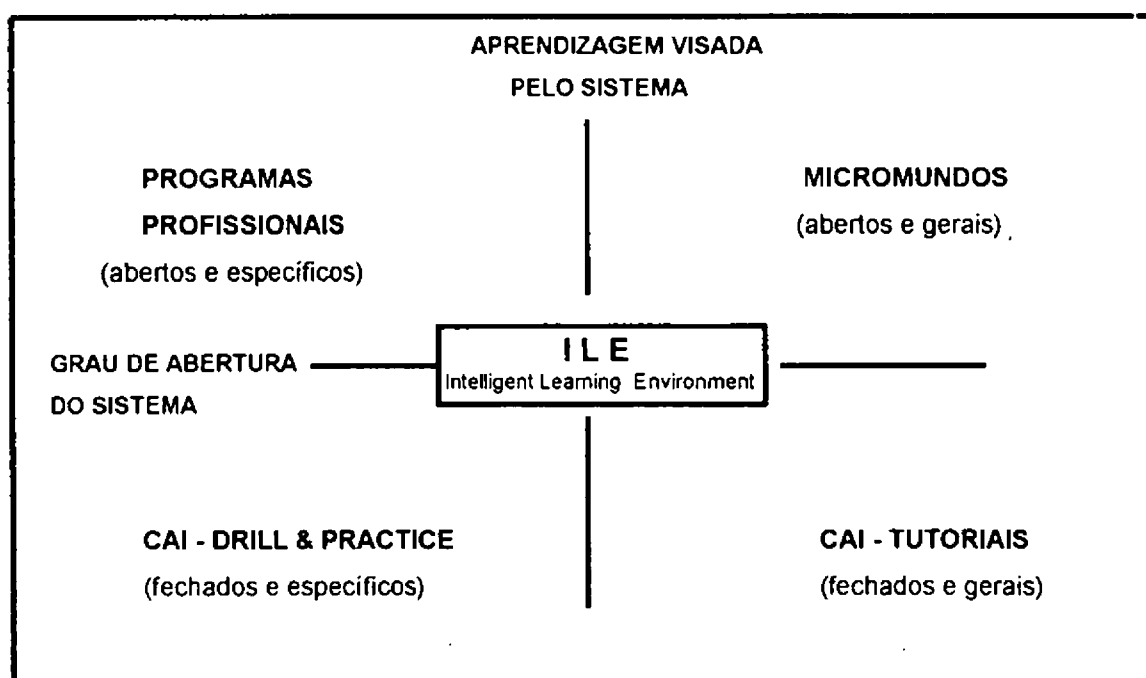 APRENDIZAGEM VISADA
PELO SISTEMA
PROGRAMAS
PROFISSIONAIS
(abertos e específicos)
MICROMUNDOS
(abertos e gerais)
GRAU DE ABERTURA
DO SISTEMA
I L E
Intelligent Learning Environment
CAI - DRILL & PRACTICE
(fechados e específicos)
CAI - TUTORIAIS
(fechados e gerais)